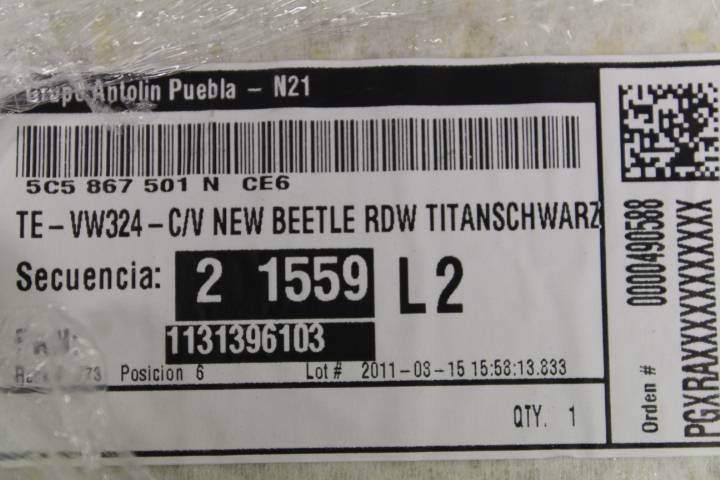 Grupo Antolin Puebla - N21
5C5 867 501 N CE6
TE-VW324-C/V NEW BEETLE RDW TITANSCHWARZ
Secuencia: 2 1559 L2
1131396103
Posicion 6 Lot # 2011-03-15 15:58:13.833
QTY. 1
Orden # 0000490588
PGXRAXXXXXXXXXXXXX